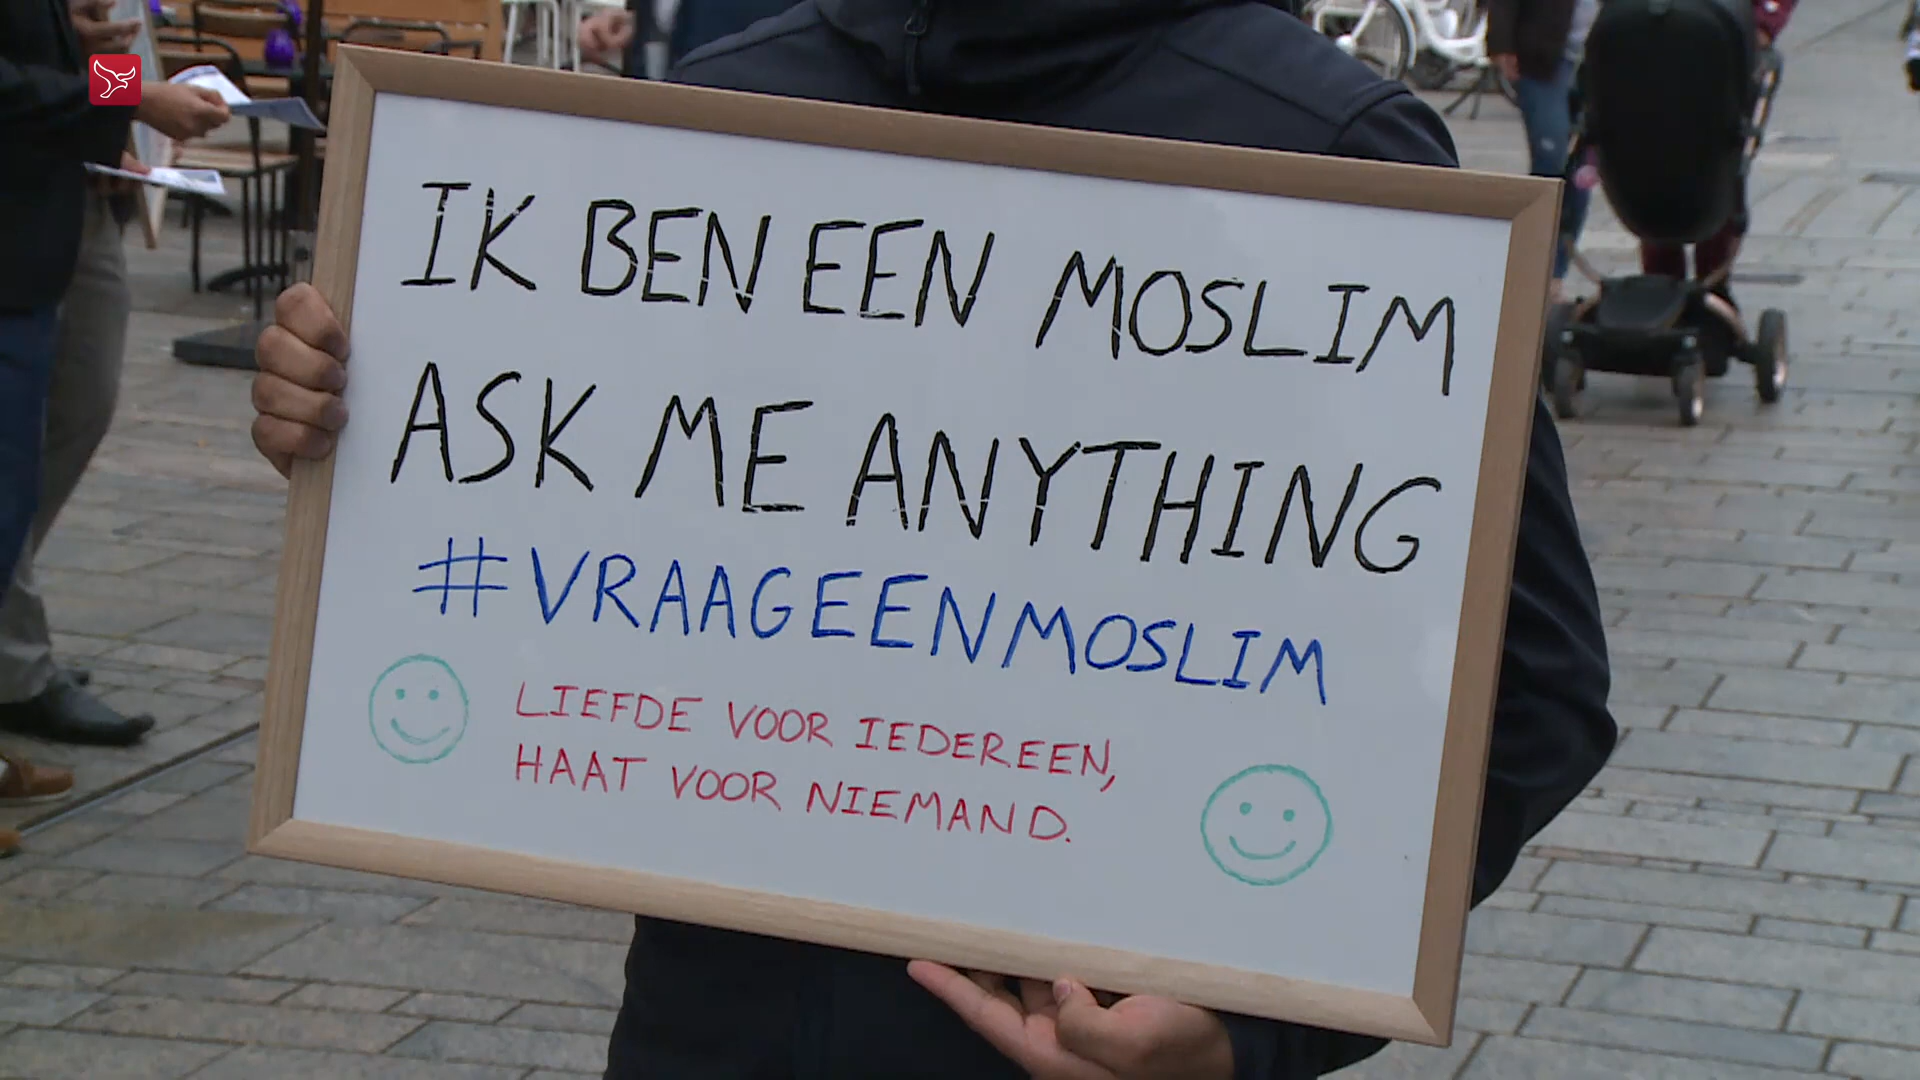 IK BEN EEN MOSLIM
ASK ME ANYTHING
#VRAAGEENMOSLIM
LIEFDE VOOR IEDEREEN,
HAAT VOOR NIEMAND.